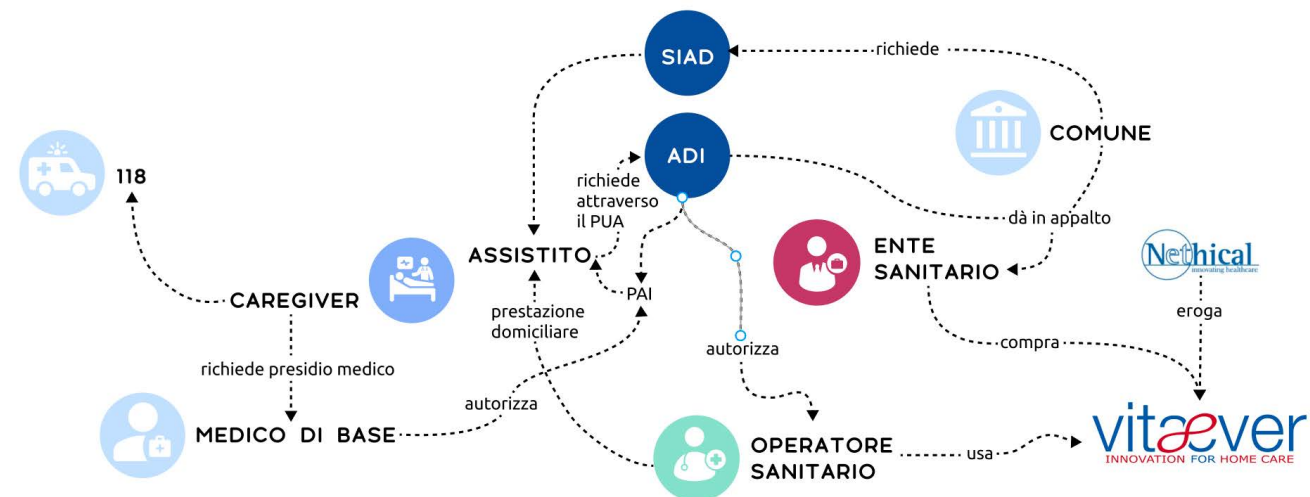 SIAD
richiede
COMUNE
ADI
118
richiede
attraverso
il PUA
dà in appalto
ASSISTITO
ENTE
SANITARIO
Nethical
innovating healthcare
CAREGIVER
PAI
prestazione
domiciliare
eroga
autorizza
compra
richiede presidio medico
autorizza
MEDICO DI BASE
OPERATORE
SANITARIO
usa
vitaever
INNOVATION FOR HOME CARE